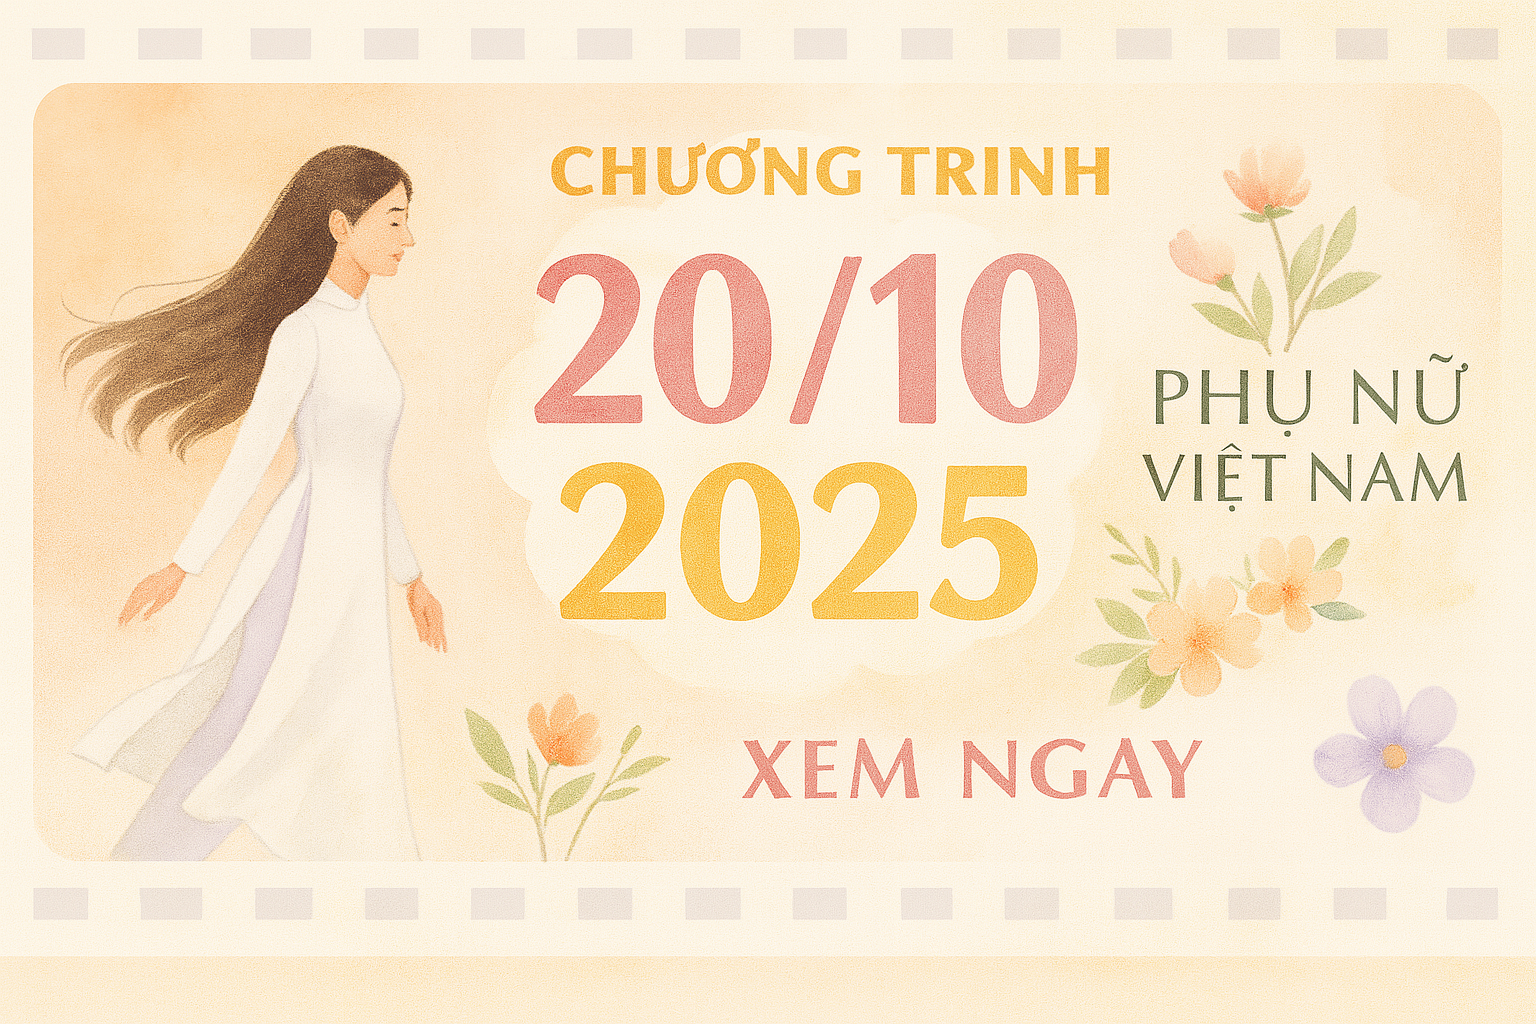 CHƯƠNG TRINH
20/10
2025
PHỤ NỮ
VIỆT NAM
XEM NGAY